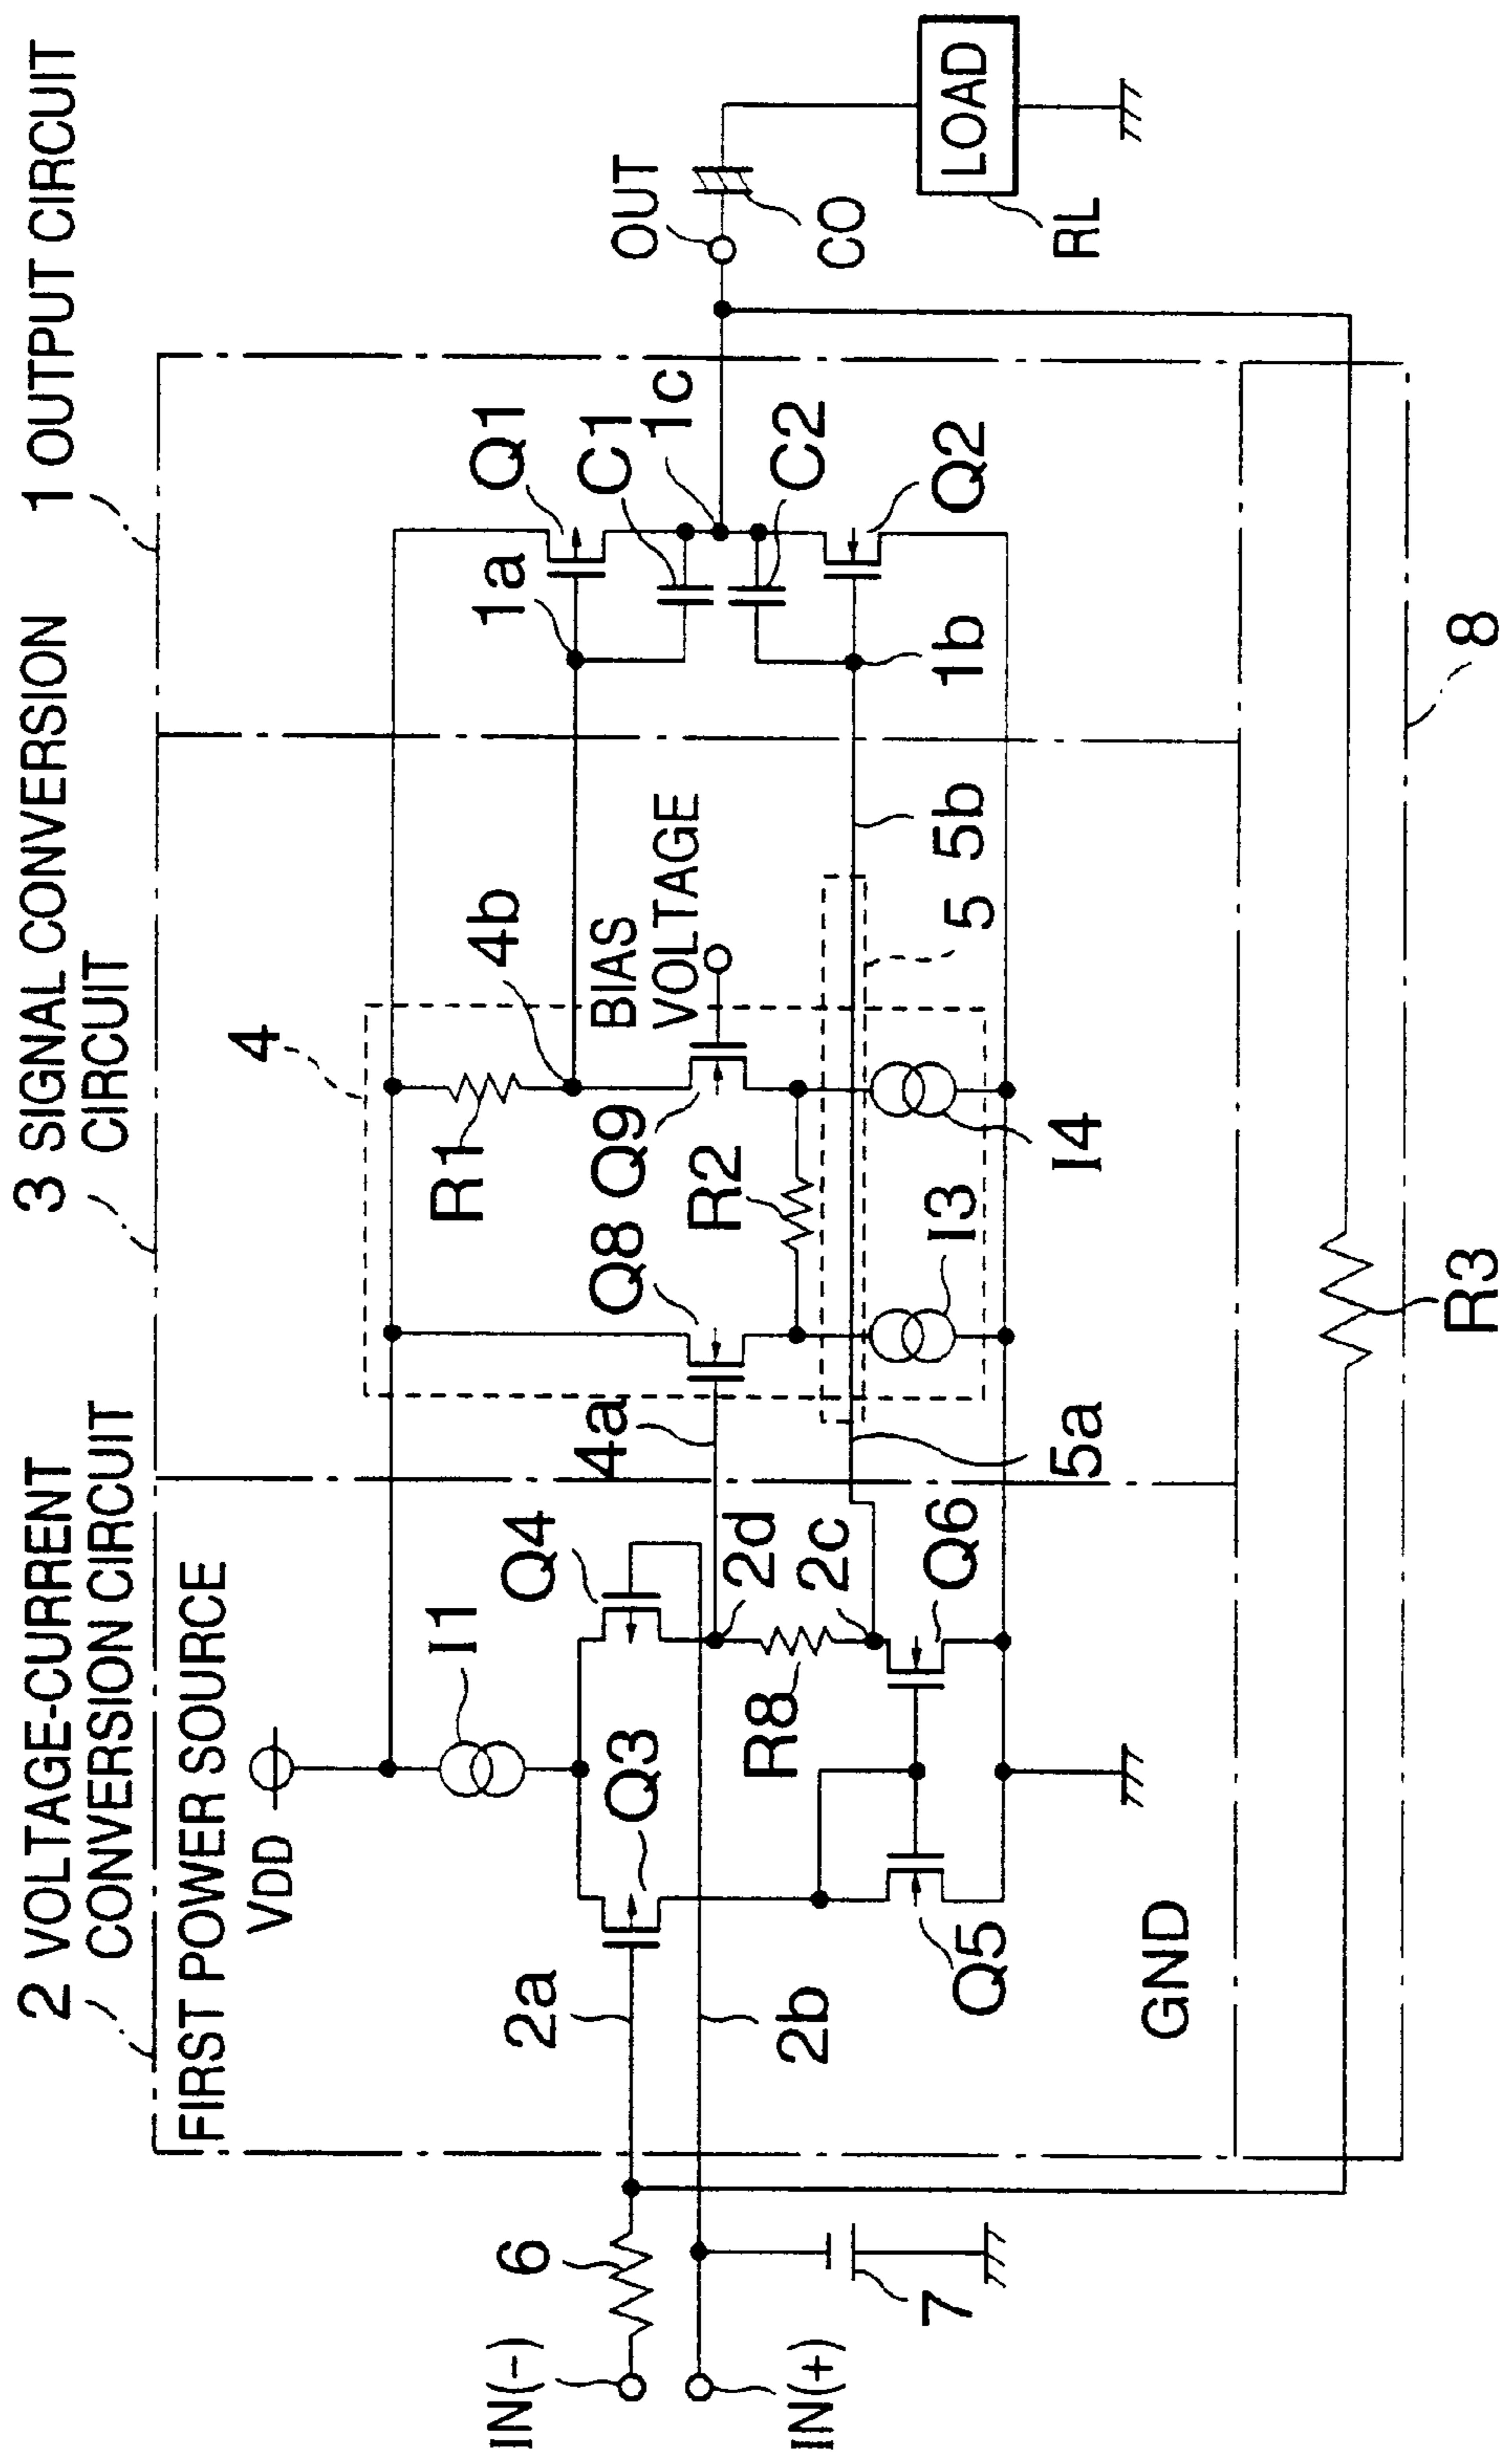 2 VOLTAGE-CURRENT
CONVERSION CIRCUIT
3 SIGNAL CONVERSION
CIRCUIT
1 OUTPUT CIRCUIT
FIRST POWER SOURCE
VDD
I1
Q4
Q3
2a
2b
2d
2c
R8
Q6
Q5
GND
IN(-)
6
IN(+)
7
4
4a
4b
R1
Q8
Q9
BIAS
VOLTAGE
R2
I3
I4
5
5a
5b
1a
1b
1c
Q1
C1
C2
Q2
OUT
CO
LOAD
RL
R3
8